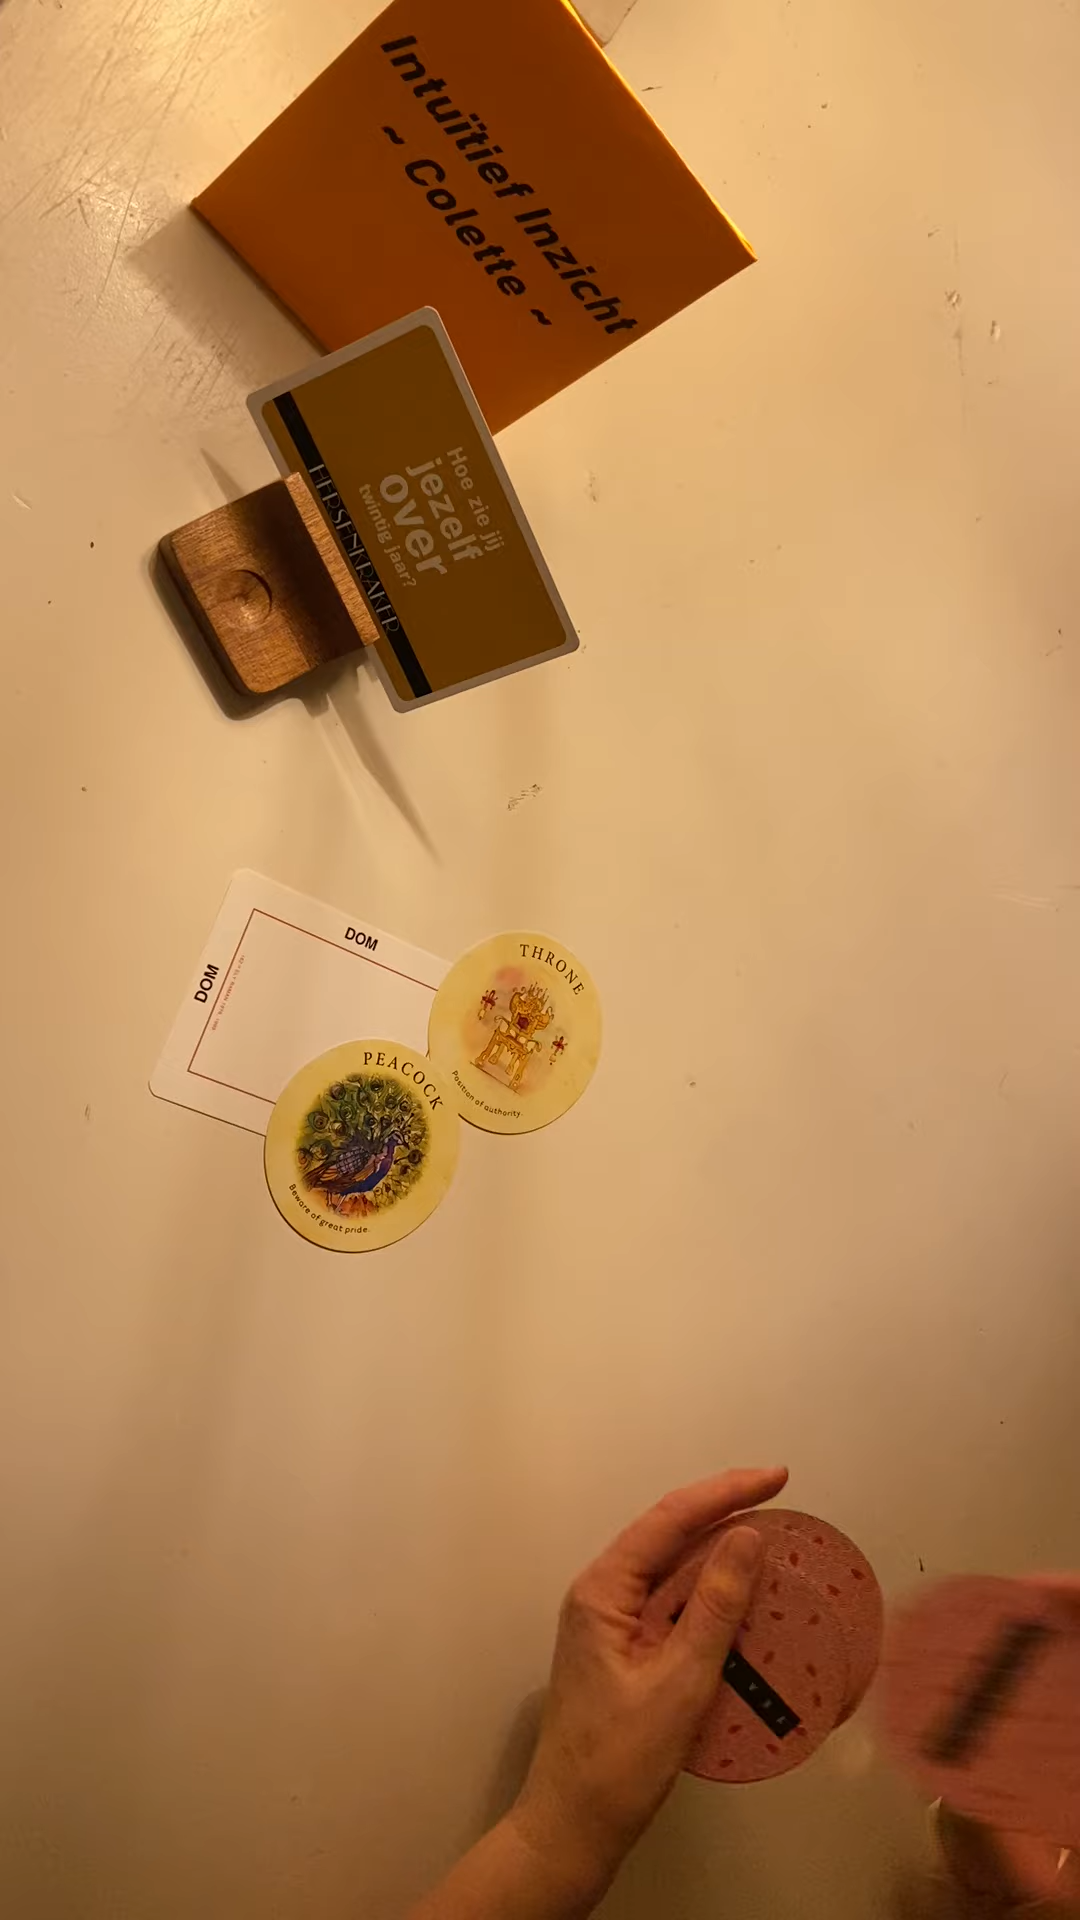 Intuïtief Inzicht
~ Colette ~
Hoe zie jij
jezelf
over
twintig jaar?
HERSENKRAKER
DOM
DOM
THRONE
Position of authority.
PEACOCK
Beware of great pride.